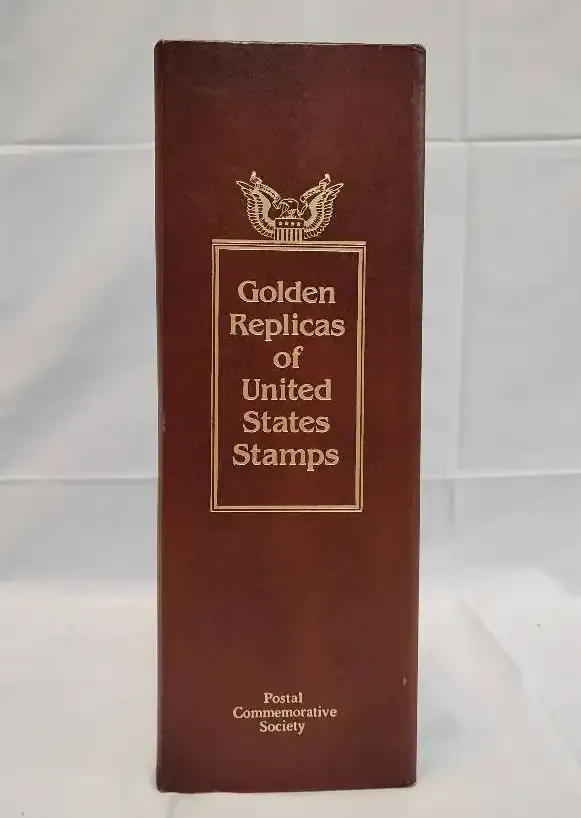 Golden
Replicas
of
United
States
Stamps
Postal
Commemorative
Society